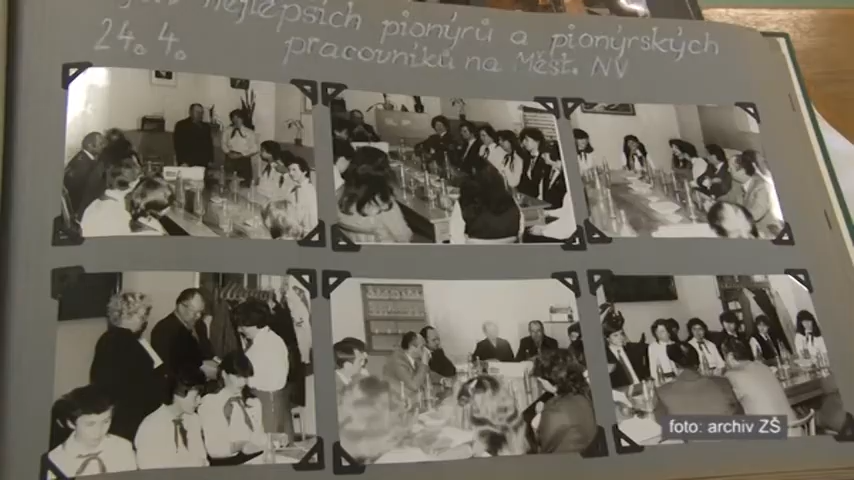 nejlepších pionýrů a pionýrských
24. 4. pracovníků na Měst. NV
foto: archiv ZŠ